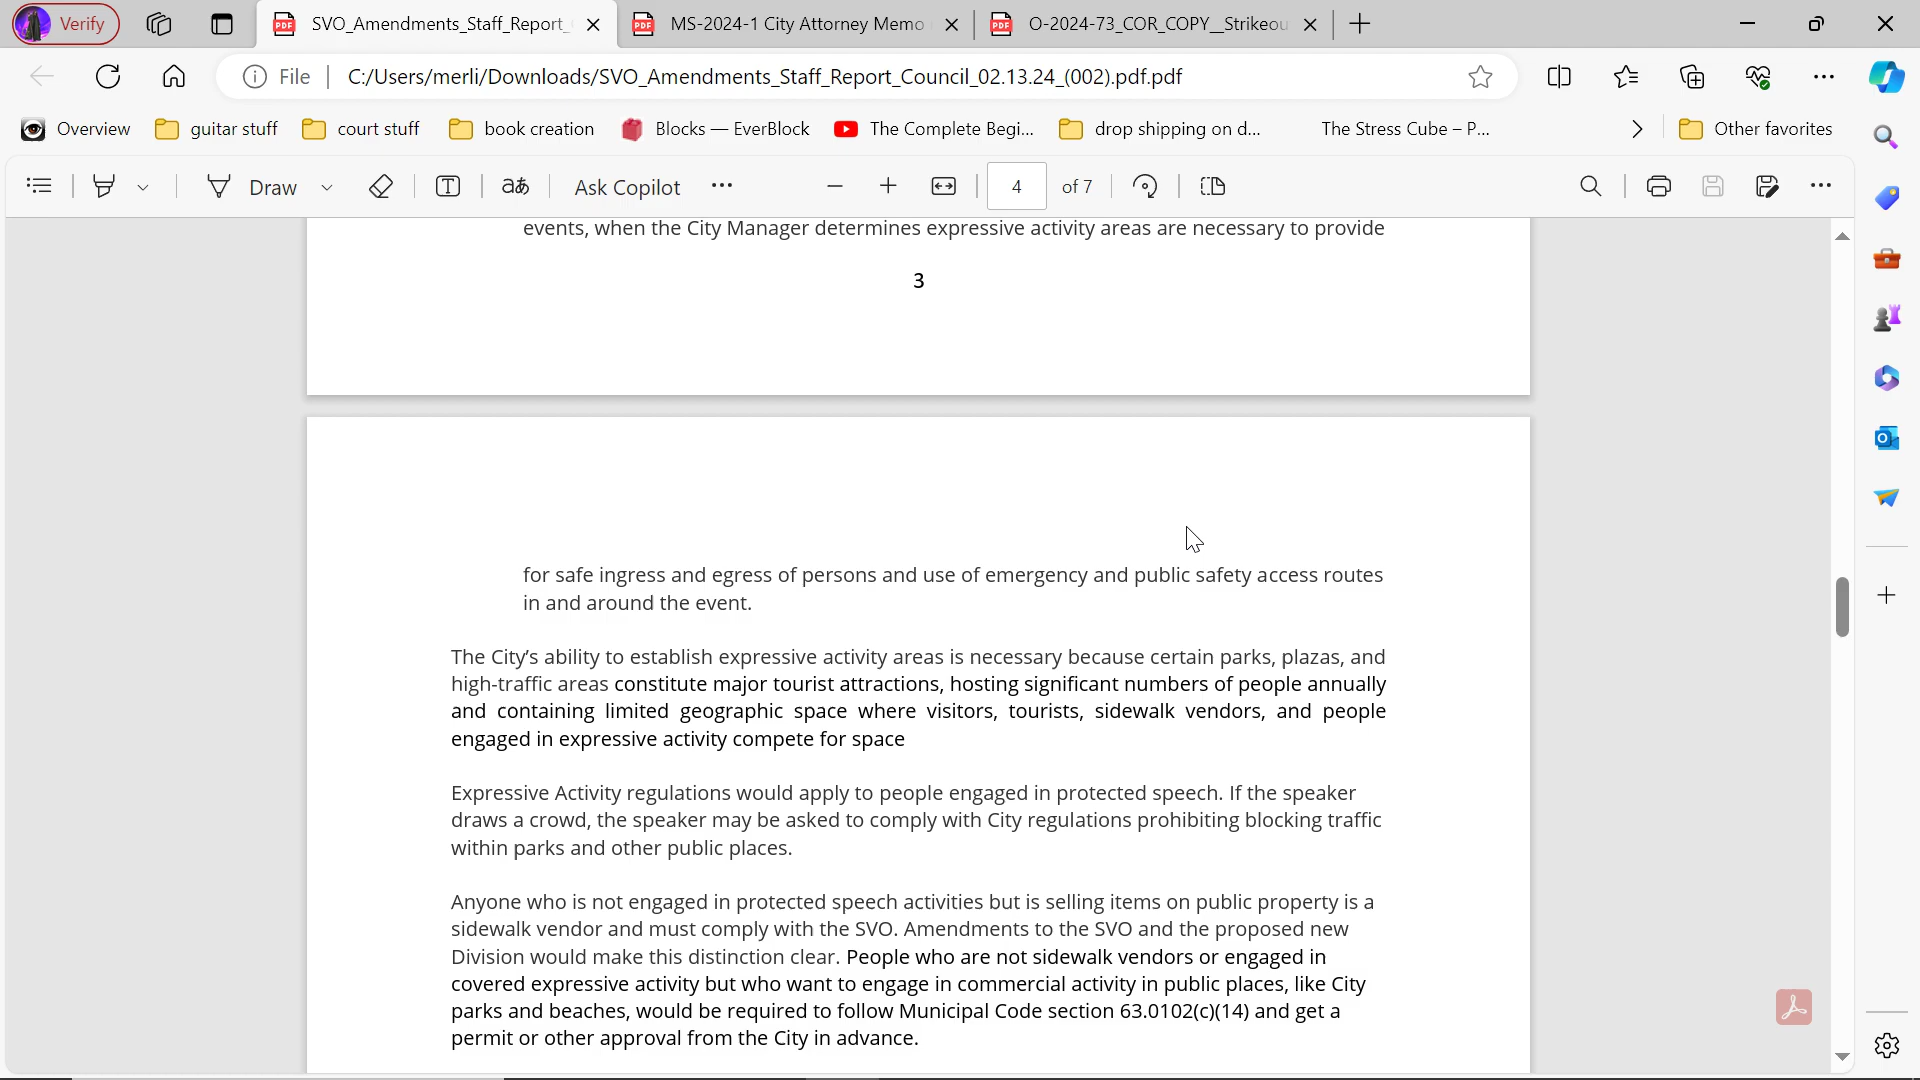 Verify
SVO_Amendments_Staff_Report_
MS-2024-1 City Attorney Memo
O-2024-73_COR_COPY__Strikeou
File
C:/Users/merli/Downloads/SVO_Amendments_Staff_Report_Council_02.13.24_(002).pdf.pdf
Overview
guitar stuff
court stuff
book creation
Blocks — EverBlock
The Complete Begi...
drop shipping on d...
The Stress Cube – P...
Other favorites
Draw
Ask Copilot
4
of 7
events, when the City Manager determines expressive activity areas are necessary to provide
3
for safe ingress and egress of persons and use of emergency and public safety access routes
in and around the event.
The City's ability to establish expressive activity areas is necessary because certain parks, plazas, and
high-traffic areas constitute major tourist attractions, hosting significant numbers of people annually
and containing limited geographic space where visitors, tourists, sidewalk vendors, and people
engaged in expressive activity compete for space
Expressive Activity regulations would apply to people engaged in protected speech. If the speaker
draws a crowd, the speaker may be asked to comply with City regulations prohibiting blocking traffic
within parks and other public places.
Anyone who is not engaged in protected speech activities but is selling items on public property is a
sidewalk vendor and must comply with the SVO. Amendments to the SVO and the proposed new
Division would make this distinction clear. People who are not sidewalk vendors or engaged in
covered expressive activity but who want to engage in commercial activity in public places, like City
parks and beaches, would be required to follow Municipal Code section 63.0102(c)(14) and get a
permit or other approval from the City in advance.